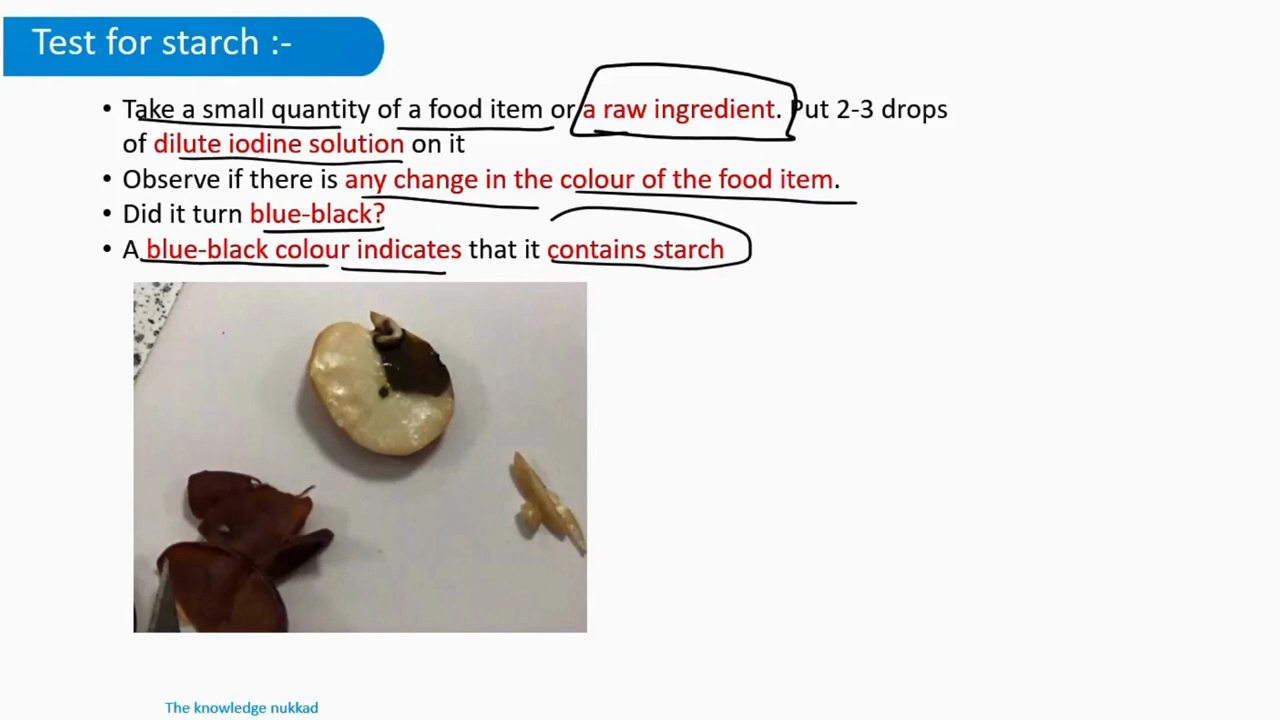 Test for starch :-
• Take a small quantity of a food item or a raw ingredient. Put 2-3 drops
of dilute iodine solution on it
• Observe if there is any change in the colour of the food item.
• Did it turn blue-black?
• A blue-black colour indicates that it contains starch
The knowledge nukkad